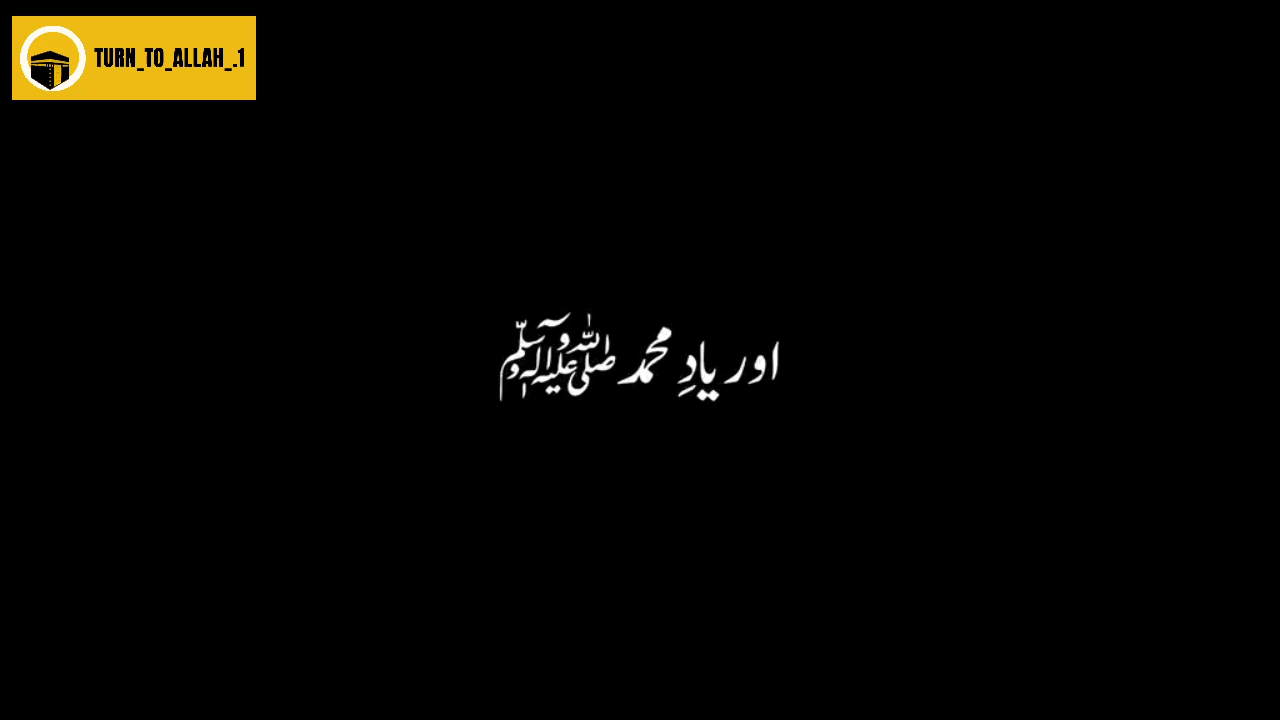 TURN_TO_ALLAH_.1
اور یادِ محمد صلی اللہ علیہ وآلہ وسلم